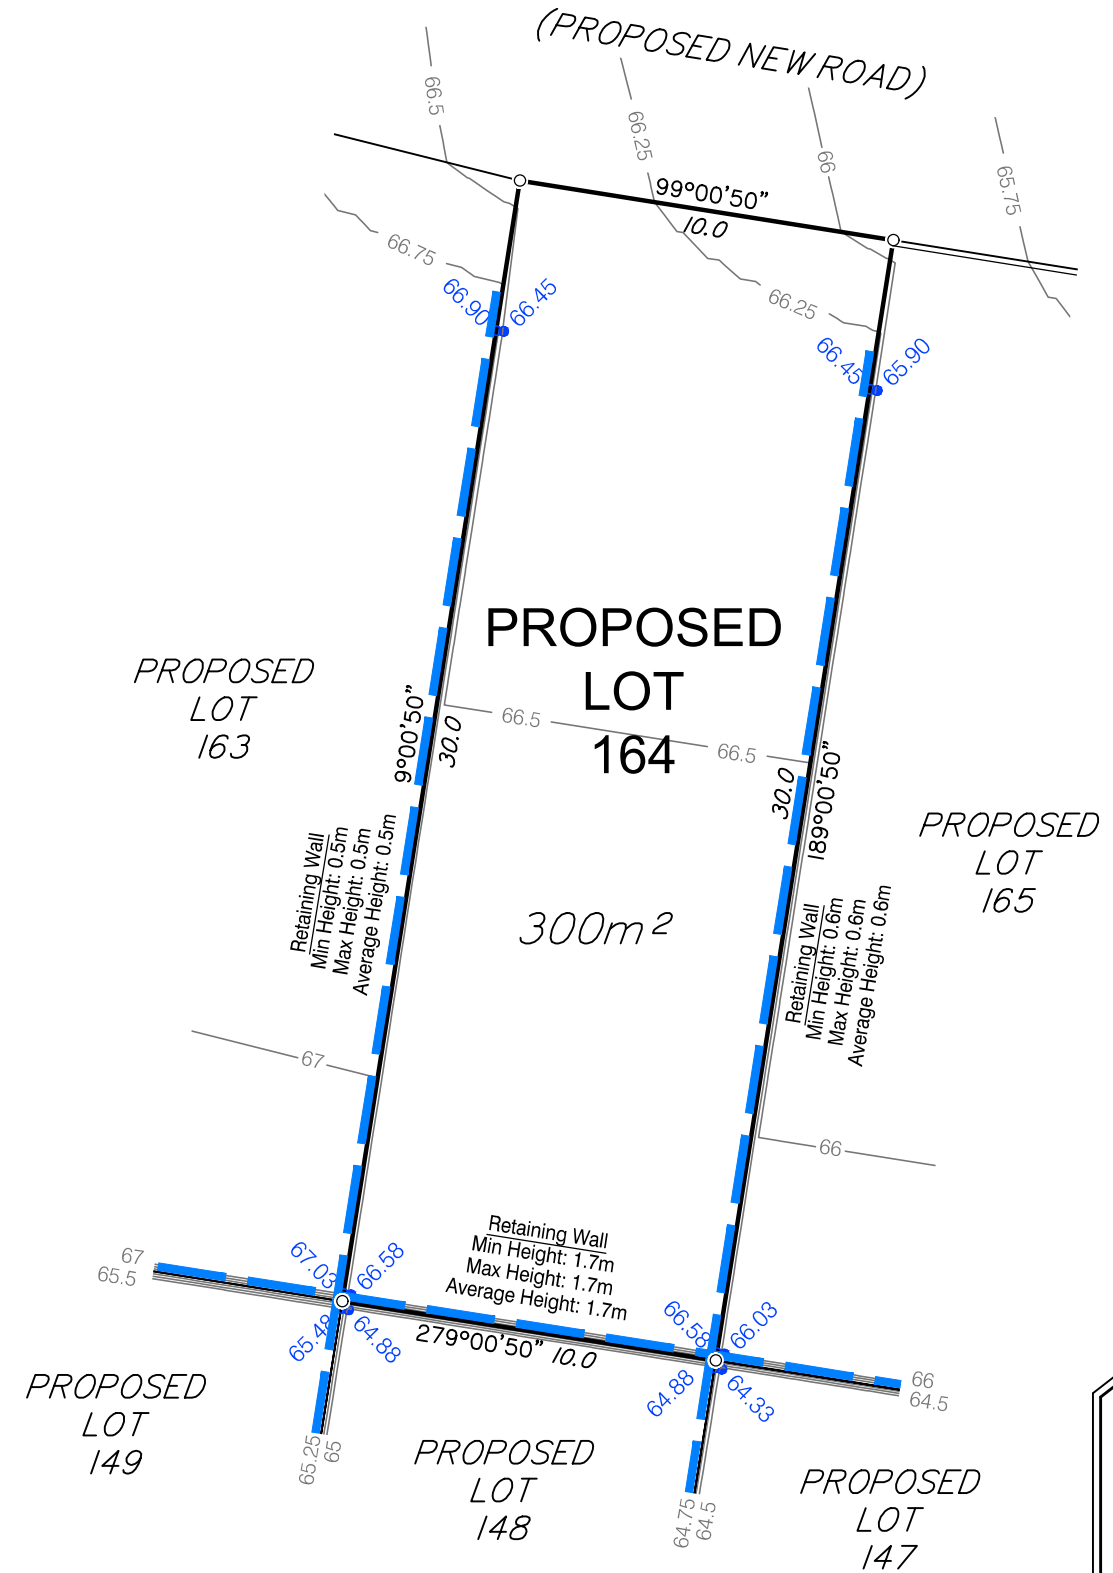 (PROPOSED NEW ROAD)
66.5
66.25
66
65.75
99°00'50"
10.0
66.75
66.25
66.90
66.45
66.45
65.90
PROPOSED
LOT
164
PROPOSED
LOT
163
9°00'50"
30.0
66.5
66.5
30.0
189°00'50"
PROPOSED
LOT
165
Retaining Wall
Min Height: 0.5m
Max Height: 0.5m
Average Height: 0.5m
300m²
Retaining Wall
Min Height: 0.6m
Max Height: 0.6m
Average Height: 0.6m
67
66
Retaining Wall
Min Height: 1.7m
Max Height: 1.7m
Average Height: 1.7m
67
65.5
67.03
66.58
65.48
64.88
279°00'50" 10.0
66.58
66.03
64.88
64.33
66
64.5
65.25
65
64.75
64.5
PROPOSED
LOT
149
PROPOSED
LOT
148
PROPOSED
LOT
147